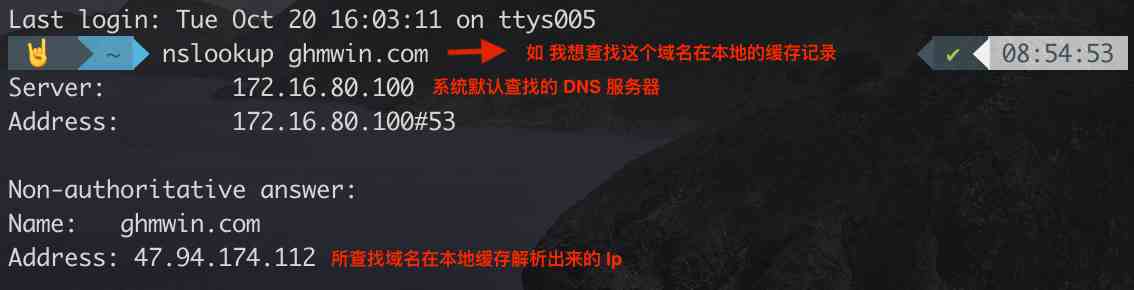 Last login: Tue Oct 20 16:03:11 on ttys005
~ nslookup ghmwin.com 如 我想查找这个域名在本地的缓存记录 ✔ 08:54:53
Server: 172.16.80.100 系统默认查找的 DNS 服务器
Address: 172.16.80.100#53
Non-authoritative answer:
Name: ghmwin.com
Address: 47.94.174.112 所查找域名在本地缓存解析出来的 Ip